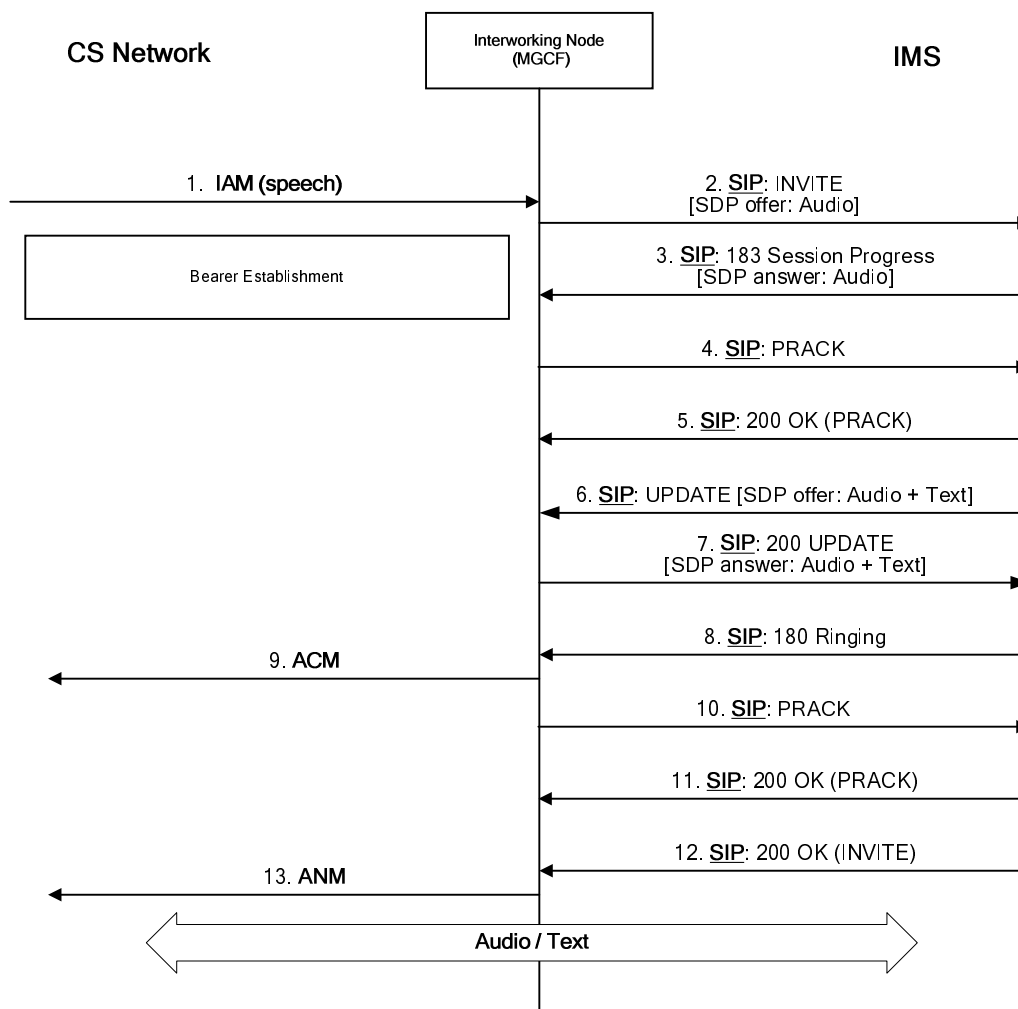 CS Network
Interworking Node
(MGCF)
IMS
1. IAM (speech)
2. SIP: INVITE
[SDP offer: Audio]
Bearer Establishment
3. SIP: 183 Session Progress
[SDP answer: Audio]
4. SIP: PRACK
5. SIP: 200 OK (PRACK)
6. SIP: UPDATE [SDP offer: Audio + Text]
7. SIP: 200 UPDATE
[SDP answer: Audio + Text]
8. SIP: 180 Ringing
9. ACM
10. SIP: PRACK
11. SIP: 200 OK (PRACK)
12. SIP: 200 OK (INVITE)
13. ANM
Audio / Text